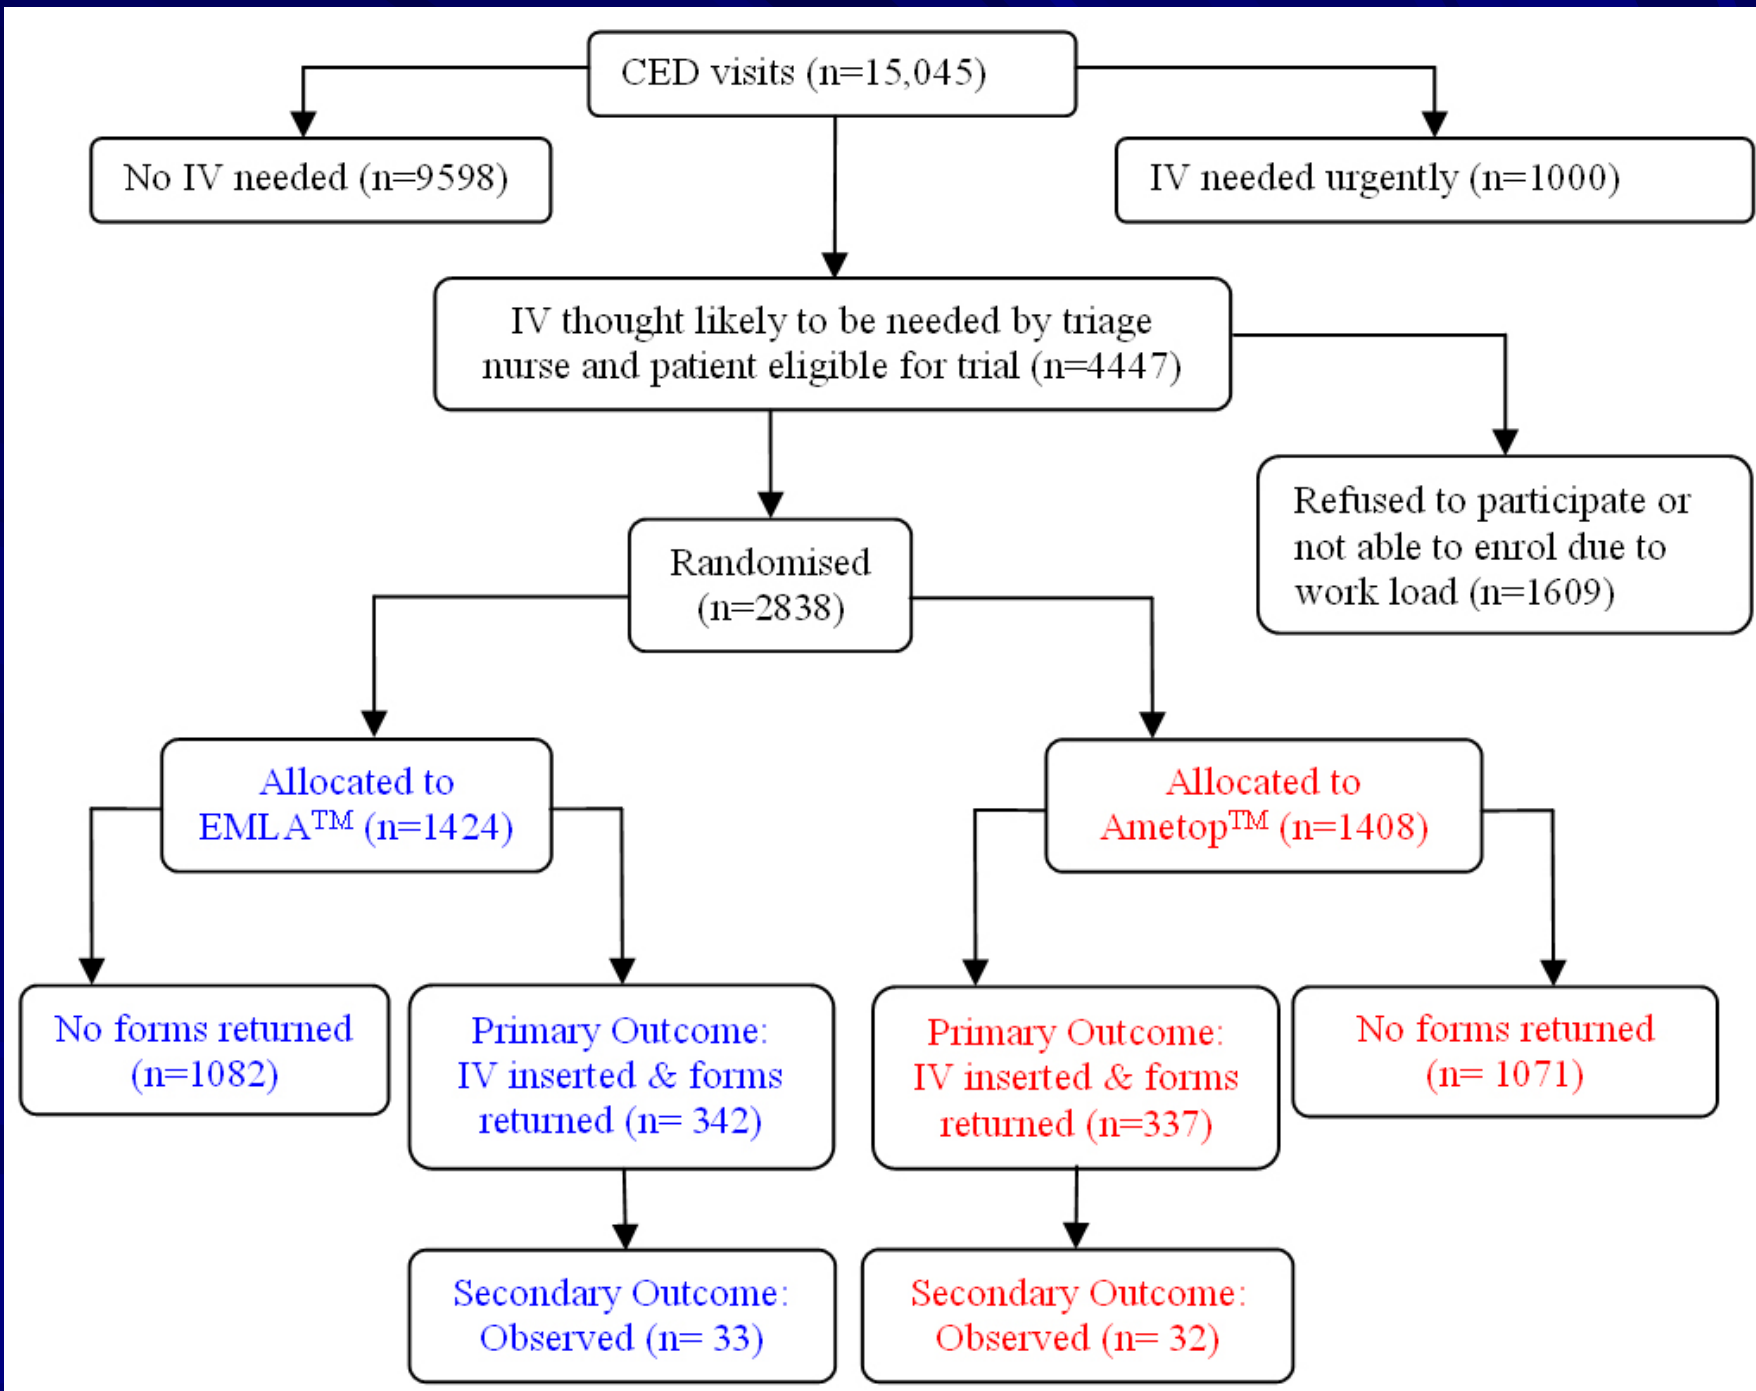 CED visits (n=15,045)
No IV needed (n=9598)
IV needed urgently (n=1000)
IV thought likely to be needed by triage
nurse and patient eligible for trial (n=4447)
Refused to participate or
not able to enrol due to
work load (n=1609)
Randomised
(n=2838)
Allocated to
EMLA™ (n=1424)
Allocated to
Ametop™ (n=1408)
No forms returned
(n=1082)
Primary Outcome:
IV inserted & forms
returned (n= 342)
Primary Outcome:
IV inserted & forms
returned (n=337)
No forms returned
(n= 1071)
Secondary Outcome:
Observed (n= 33)
Secondary Outcome:
Observed (n= 32)